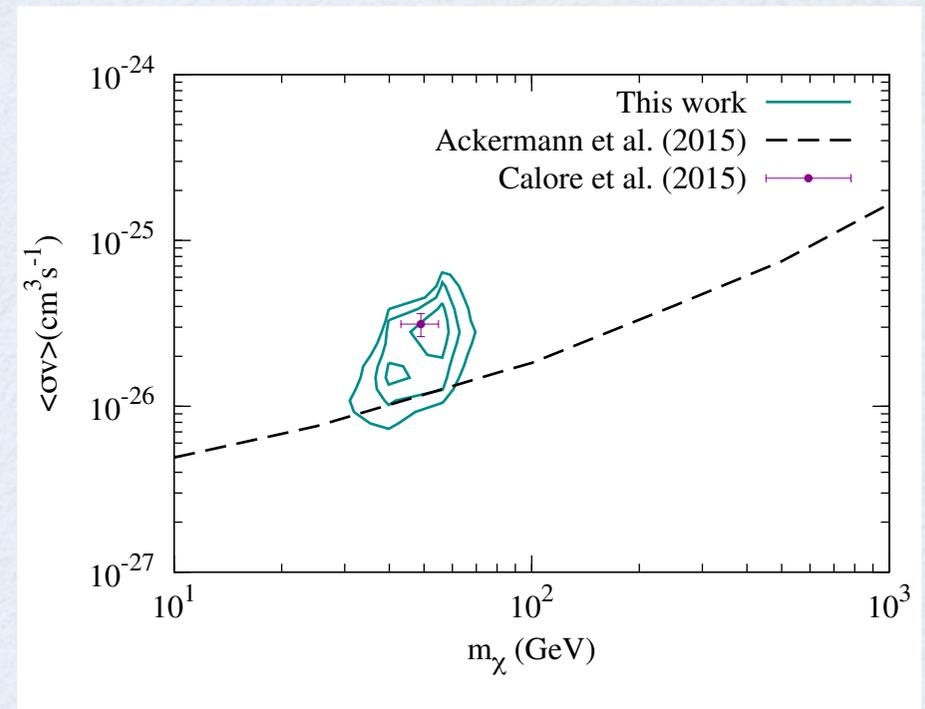 10^-24
This work
Ackermann et al. (2015)
Calore et al. (2015)
10^-25
<σv>(cm^3s^-1)
10^-26
10^-27
10^1
10^2
10^3
m_χ (GeV)